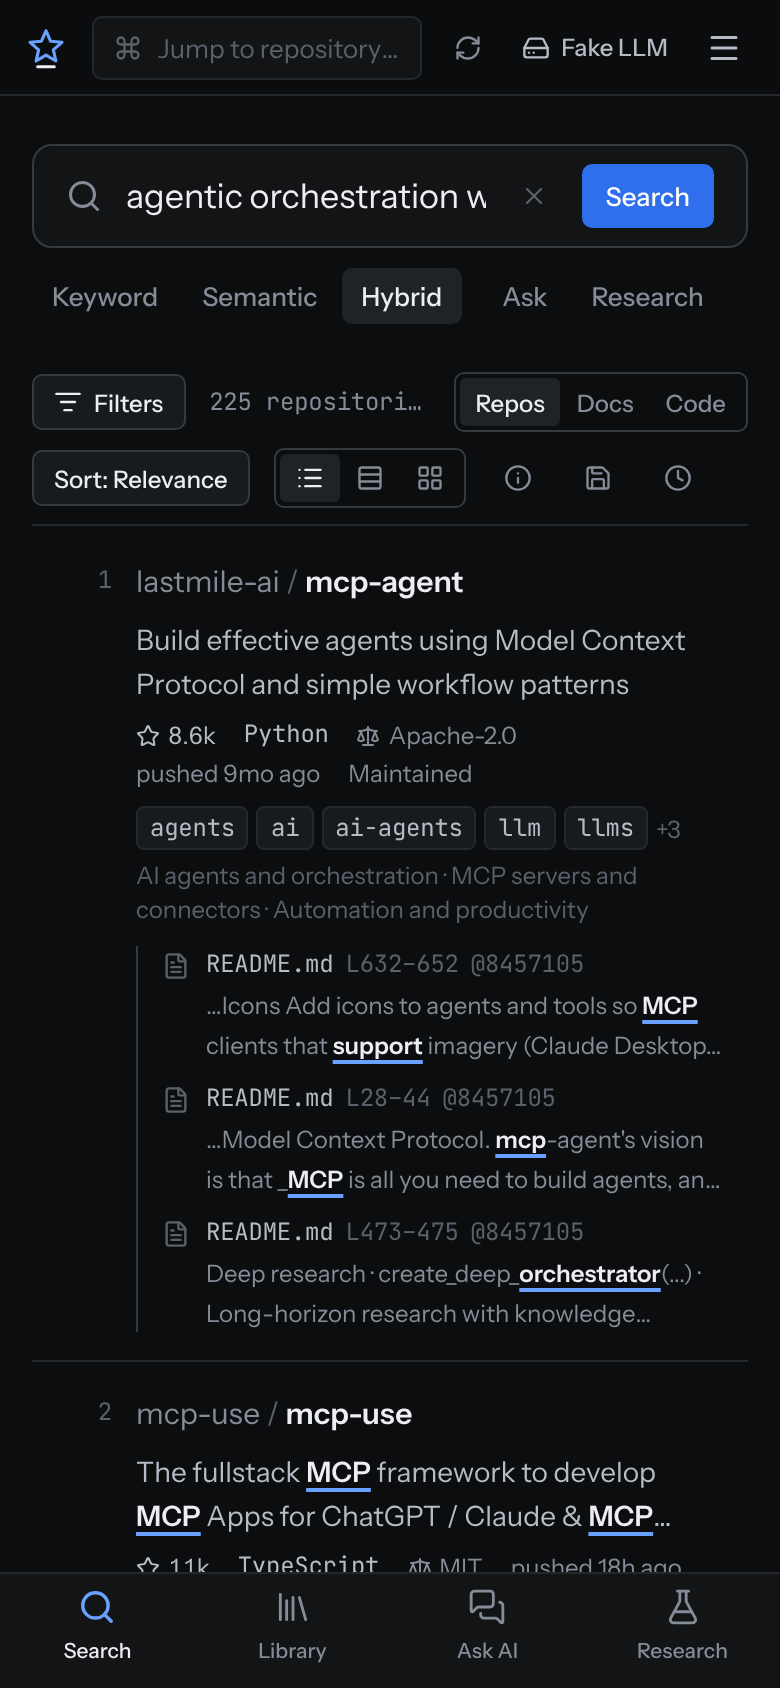 Jump to repository...
Fake LLM
agentic orchestration w
Search
Keyword Semantic Hybrid Ask Research
Filters 225 repositori… Repos Docs Code
Sort: Relevance
1 lastmile-ai / mcp-agent
Build effective agents using Model Context
Protocol and simple workflow patterns
8.6k Python Apache-2.0
pushed 9mo ago Maintained
agents ai ai-agents llm llms +3
AI agents and orchestration · MCP servers and
connectors · Automation and productivity
README.md L632–652 @8457105
…Icons Add icons to agents and tools so MCP
clients that support imagery (Claude Desktop…
README.md L28–44 @8457105
…Model Context Protocol. mcp-agent's vision
is that _MCP is all you need to build agents, an…
README.md L473–475 @8457105
Deep research · create_deep_orchestrator(…) ·
Long-horizon research with knowledge…
2 mcp-use / mcp-use
The fullstack MCP framework to develop
MCP Apps for ChatGPT / Claude & MCP…
11k TypeScript MIT pushed 18h ago
Search Library Ask AI Research